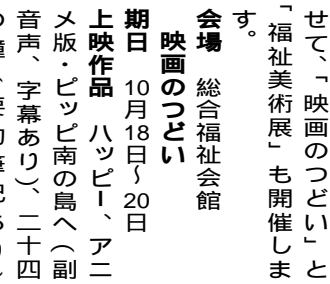 せて、「映画のつどい」と
「福祉美術展」も開催しま
す。
会場 総合福祉会館
映画のつどい
期日 10月18日〜20日
上映作品 ハッピー、アニ
メ版・ピッピ南の島へ（副
音声、字幕あり）、二十四